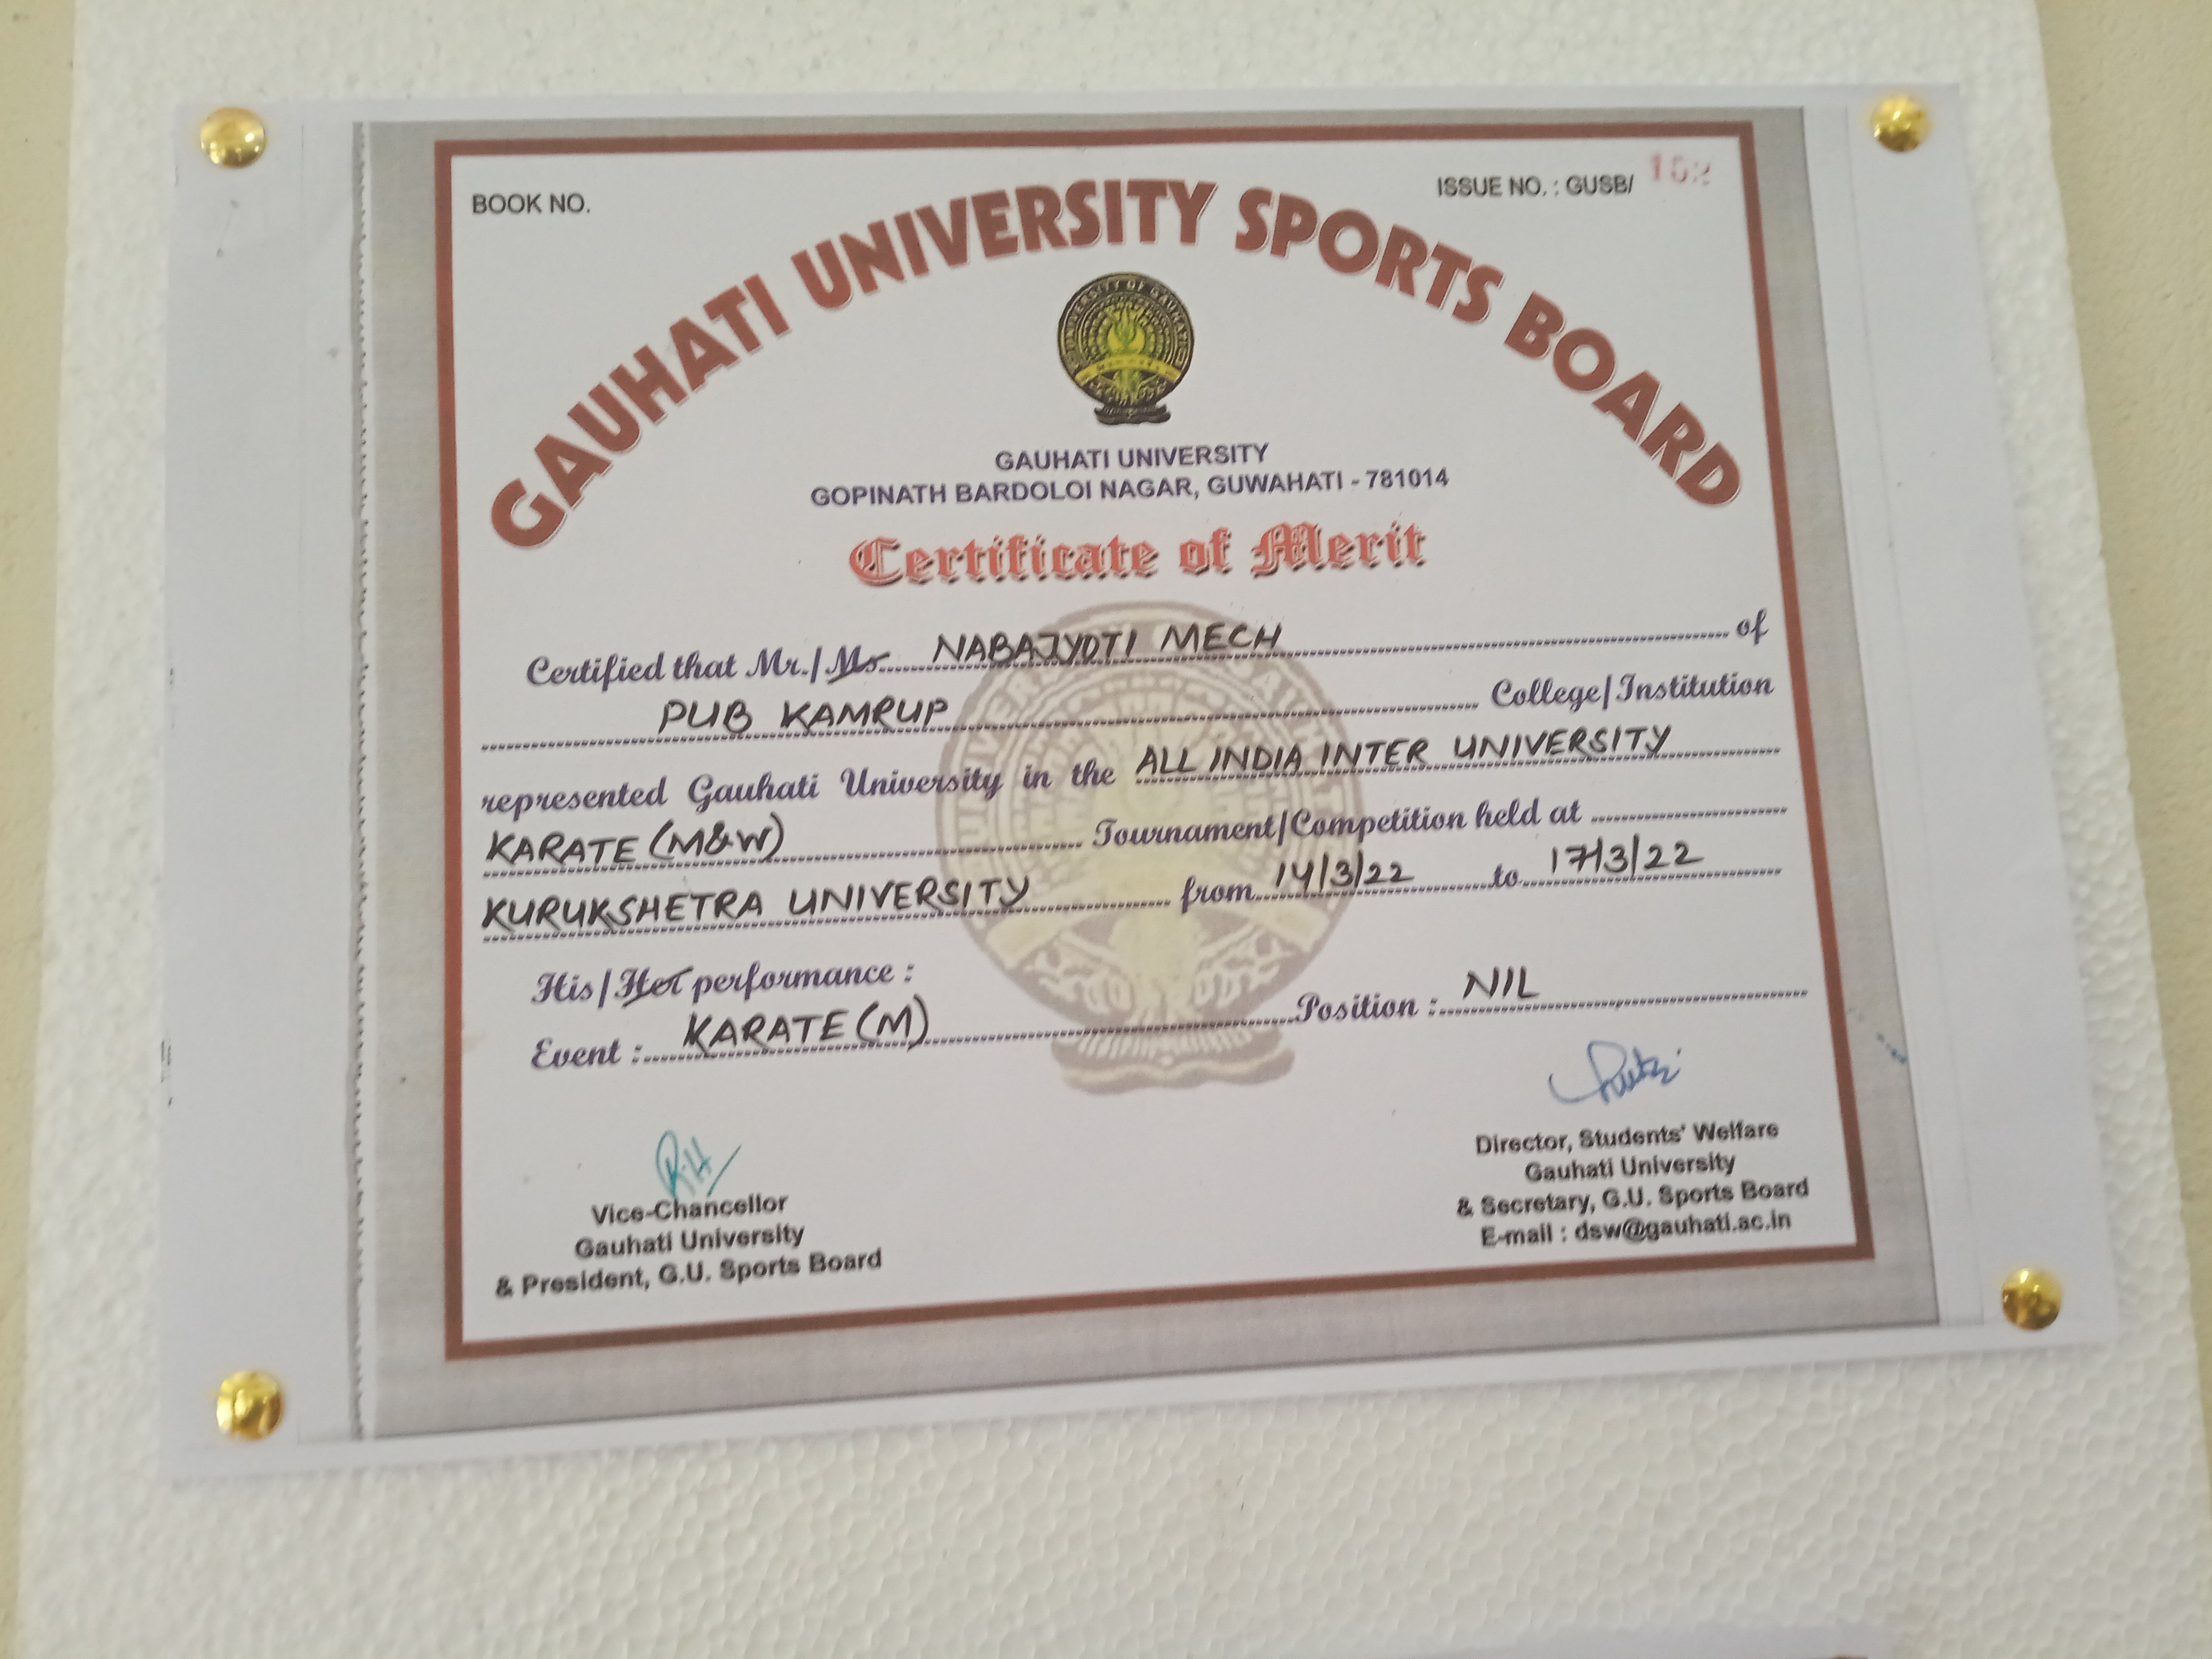 BOOK NO.
ISSUE NO. : GUSB/
GAUHATI UNIVERSITY SPORTS BOARD
UNIVERSITY OF GAUHATI
GAUHATI UNIVERSITY
GOPINATH BARDOLOI NAGAR, GUWAHATI - 781014
Certificate of Merit
Certified that Mr./Ms. NABAJYOTI MECH of
PUB KAMRUP College/Institution
represented Gauhati University in the ALL INDIA INTER UNIVERSITY
KARATE (M&W) Tournament/Competition held at
KURUKSHETRA UNIVERSITY from 14/3/22 to 17/3/22
His/Her performance :
Event : KARATE (M) Position : NIL
Vice-Chancellor
Gauhati University
& President, G.U. Sports Board
Director, Students' Welfare
Gauhati University
& Secretary, G.U. Sports Board
E-mail : dsw@gauhati.ac.in